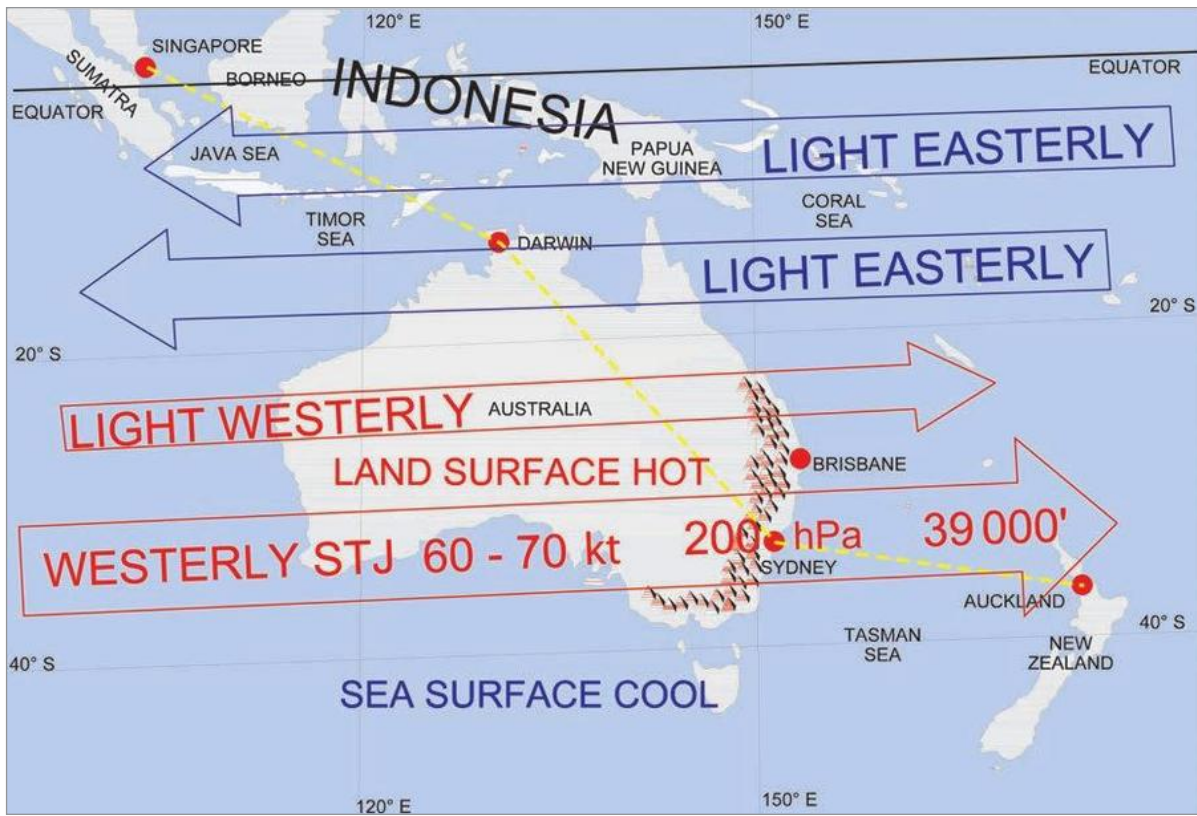 120° E
150° E
SINGAPORE
SUMATRA
BORNEO
INDONESIA
EQUATOR
EQUATOR
JAVA SEA
PAPUA
NEW GUINEA
LIGHT EASTERLY
TIMOR
SEA
CORAL
SEA
DARWIN
LIGHT EASTERLY
20° S
20° S
LIGHT WESTERLY
AUSTRALIA
LAND SURFACE HOT
BRISBANE
WESTERLY STJ 60 - 70 kt 200 hPa 39 000'
SYDNEY
AUCKLAND
TASMAN
SEA
NEW
ZEALAND
40° S
40° S
SEA SURFACE COOL
120° E
150° E